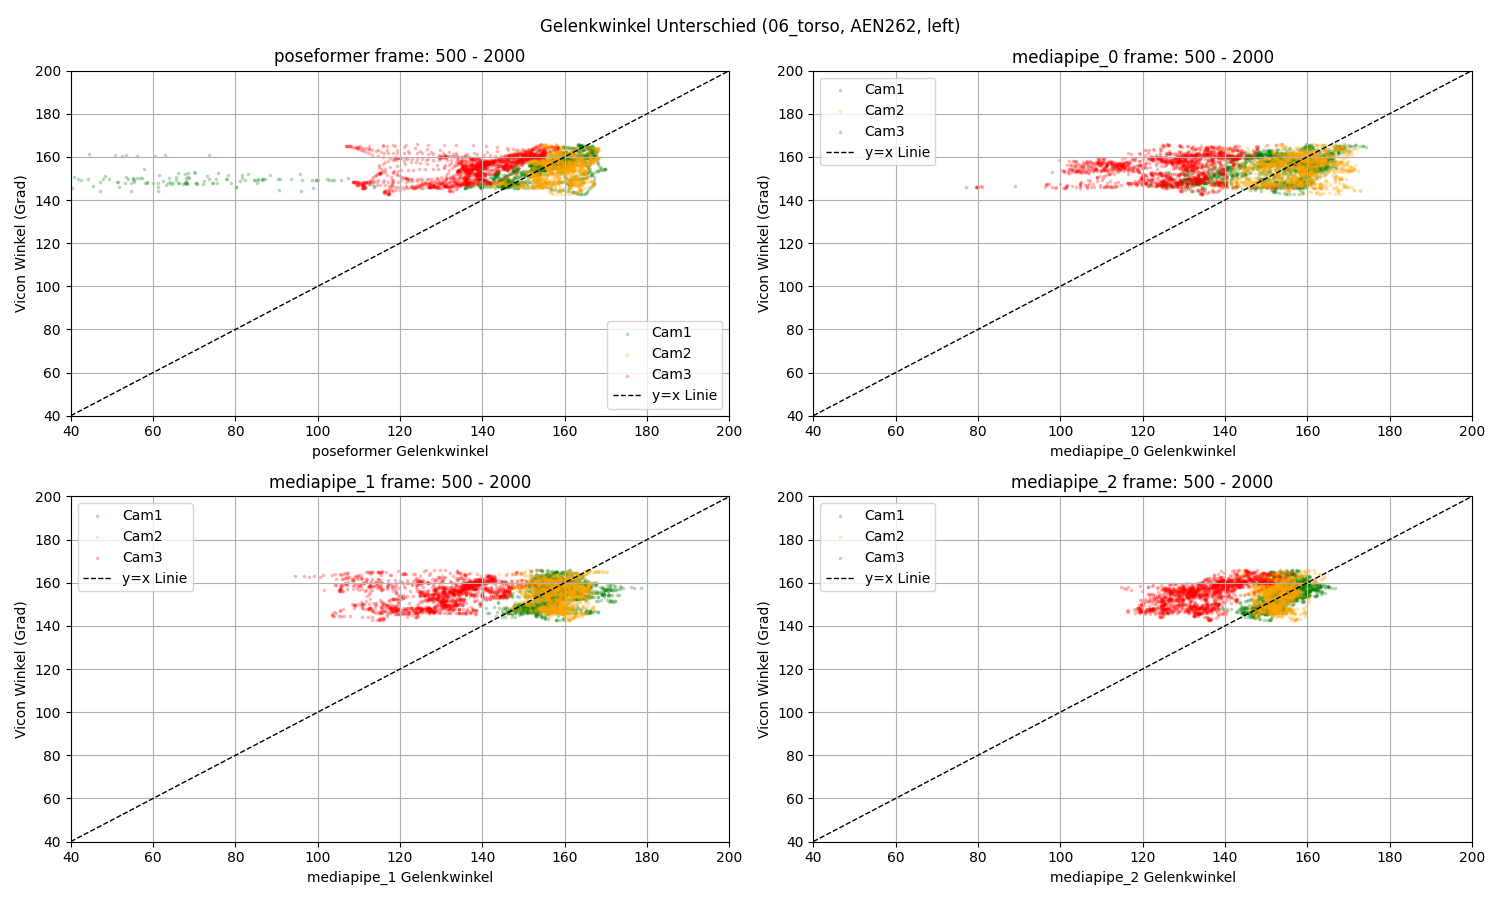 Gelenkwinkel Unterschied (06_torso, AEN262, left)
poseformer frame: 500 - 2000
200
180
160
140
120
100
80
60
40
Vicon Winkel (Grad)
Cam1
Cam2
Cam3
y=x Linie
40 60 80 100 120 140 160 180 200
poseformer Gelenkwinkel
mediapipe_0 frame: 500 - 2000
200
180
160
140
120
100
80
60
40
Vicon Winkel (Grad)
Cam1
Cam2
Cam3
y=x Linie
40 60 80 100 120 140 160 180 200
mediapipe_0 Gelenkwinkel
mediapipe_1 frame: 500 - 2000
200
180
160
140
120
100
80
60
40
Vicon Winkel (Grad)
Cam1
Cam2
Cam3
y=x Linie
40 60 80 100 120 140 160 180 200
mediapipe_1 Gelenkwinkel
mediapipe_2 frame: 500 - 2000
200
180
160
140
120
100
80
60
40
Vicon Winkel (Grad)
Cam1
Cam2
Cam3
y=x Linie
40 60 80 100 120 140 160 180 200
mediapipe_2 Gelenkwinkel